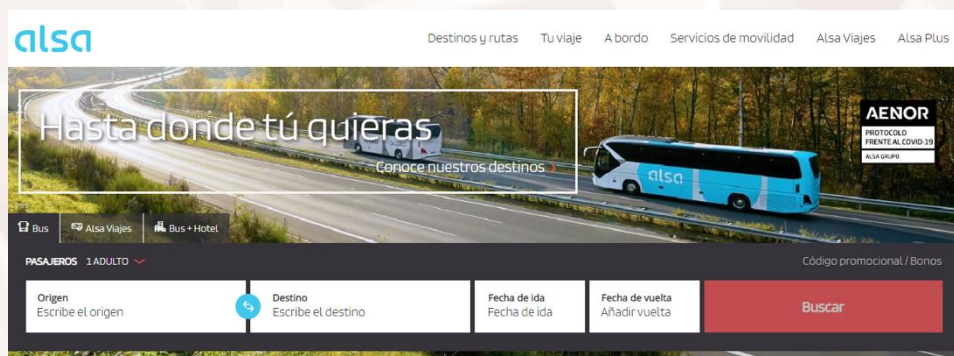 alsa
Destinos y rutas Tu viaje A bordo Servicios de movilidad Alsa Viajes Alsa Plus
Hasta donde tú quieras
Conoce nuestros destinos
AENOR
PROTOCOLO
FRENTE AL COVID-19
ALSA GRUPO
alsa
Bus Alsa Viajes Bus + Hotel
PASAJEROS 1 ADULTO
Código promocional / Bonos
Origen
Escribe el origen
Destino
Escribe el destino
Fecha de ida
Fecha de ida
Fecha de vuelta
Añadir vuelta
Buscar